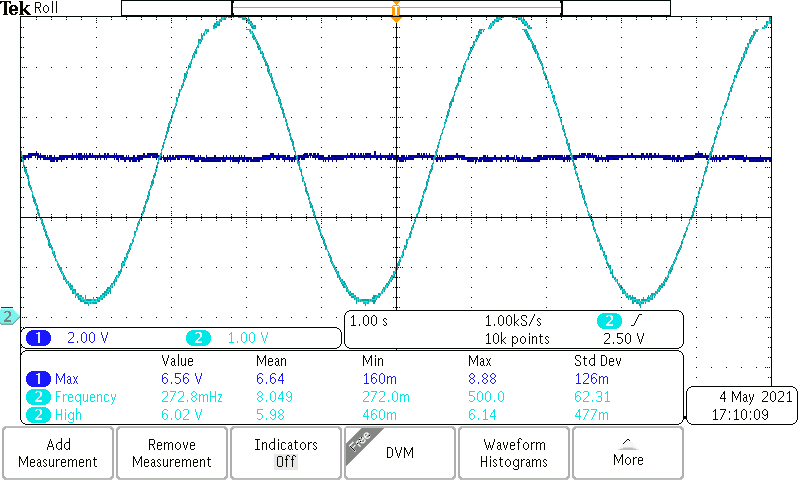 Tek Roll
T
2
1 2.00 V 2 1.00 V
1.00 s 1.00kS/s 2
10k points 2.50 V
Value Mean Min Max Std Dev
1 Max 6.56 V 6.64 160m 8.88 126m
2 Frequency 272.8mHz 8.049 272.0m 500.0 62.31
2 High 6.02 V 5.98 460m 6.14 477m
4 May 2021
17:10:09
Add Measurement
Remove Measurement
Indicators
Off
Free
DVM
Waveform Histograms
More